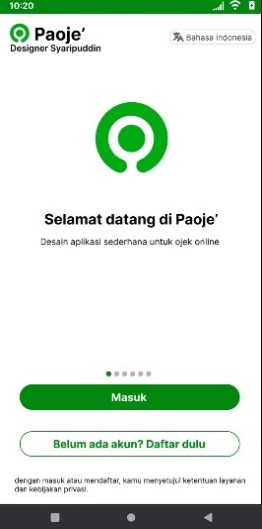 10:20
Paoje’
Designer Syaripuddin
Bahasa indonesia
Selamat datang di Paoje’
Desain aplikasi sederhana untuk ojek online
Masuk
Belum ada akun? Daftar dulu
dengan masuk atau mendaftar, kamu menyetujui ketentuan layanan
dan kebijakan privasi.